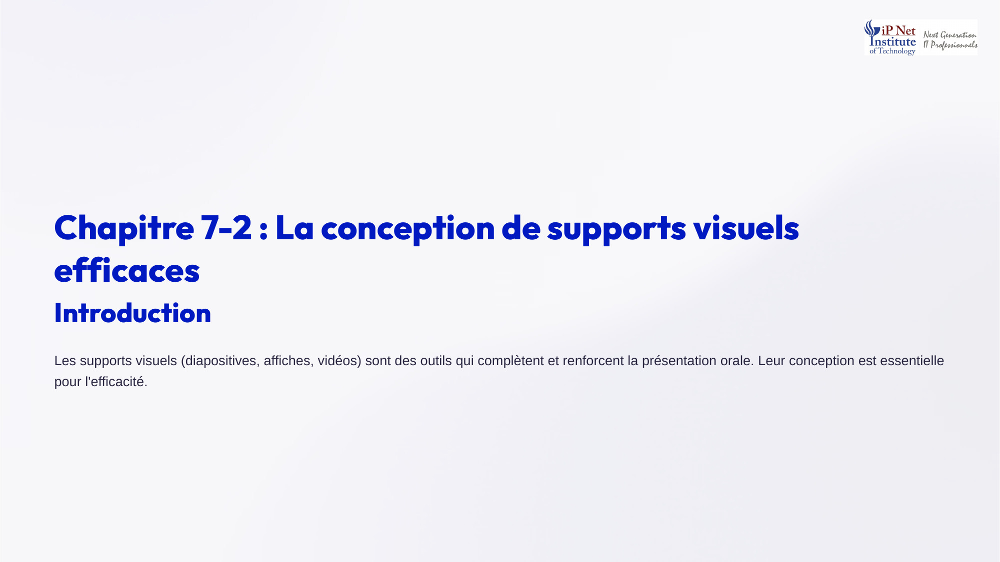 iP Net
Institute
of Technology
Next Generation
IT Professionnels
Chapitre 7-2 : La conception de supports visuels
efficaces
Introduction
Les supports visuels (diapositives, affiches, vidéos) sont des outils qui complètent et renforcent la présentation orale. Leur conception est essentielle
pour l'efficacité.